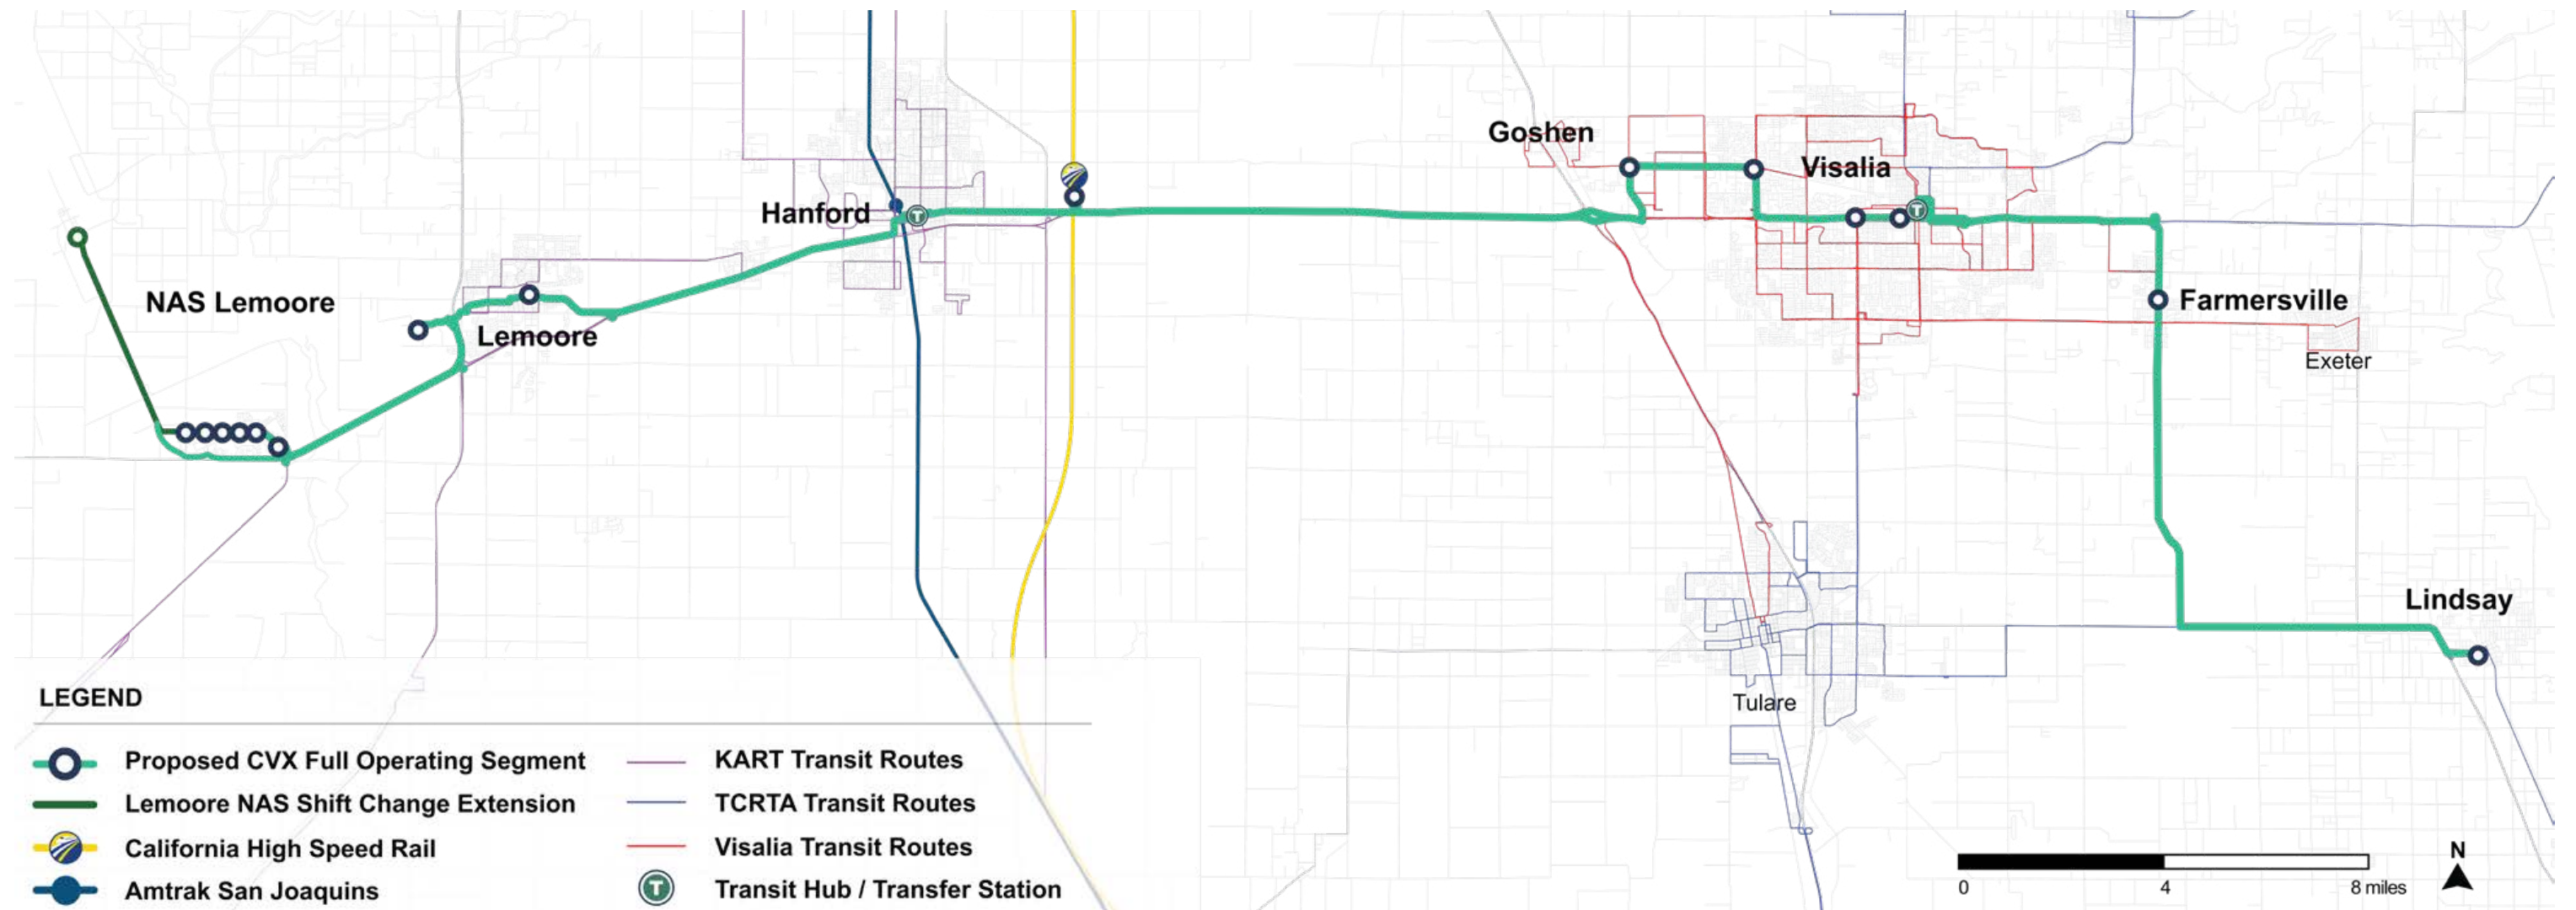 Goshen
Visalia
Hanford
NAS Lemoore
Lemoore
Farmersville
Exeter
Lindsay
Tulare
LEGEND
Proposed CVX Full Operating Segment
Lemoore NAS Shift Change Extension
California High Speed Rail
Amtrak San Joaquins
KART Transit Routes
TCRTA Transit Routes
Visalia Transit Routes
T Transit Hub / Transfer Station
T
T
N
0 4 8 miles